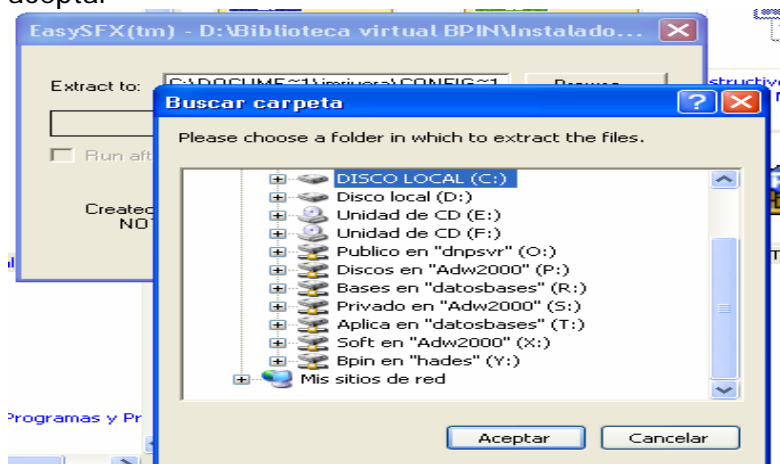 aceptar
EasySFX(tm) - D:\Biblioteca virtual BPIN\Instalado...
Extract to:
Buscar carpeta
Please choose a folder in which to extract the files.
Run aft
DISCO LOCAL (C:)
Disco local (D:)
Created
Unidad de CD (E:)
NO
Unidad de CD (F:)
Publico en "dnpsvr" (O:)
Discos en "Adw2000" (P:)
Bases en "datosbases" (R:)
Privado en "Adw2000" (S:)
Aplica en "datosbases" (T:)
Soft en "Adw2000" (X:)
Bpin en "hades" (Y:)
Mis sitios de red
Programas y Pr
Aceptar Cancelar